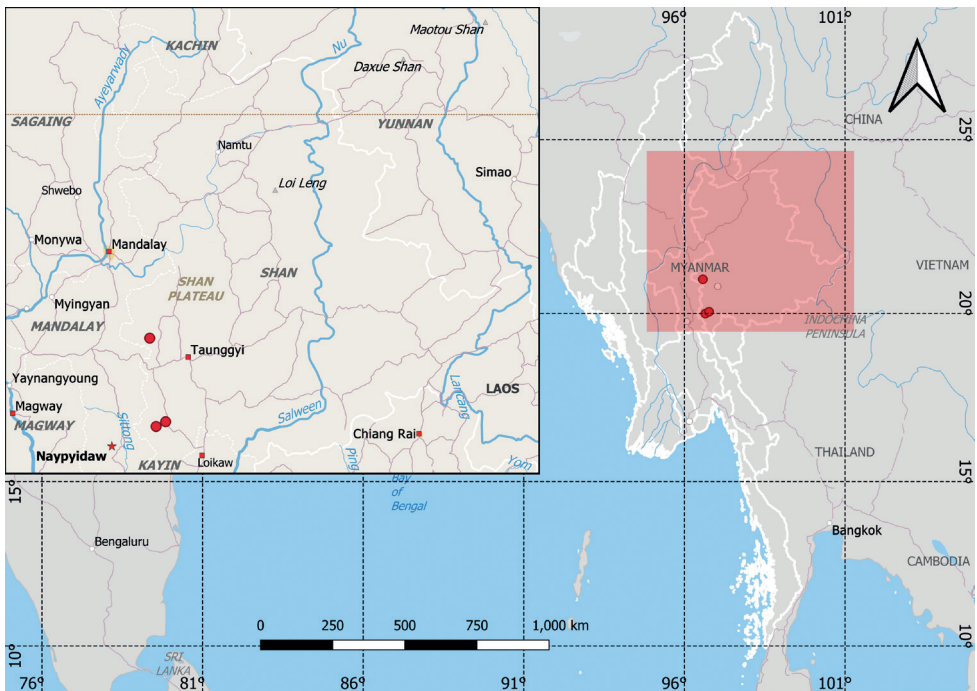 Maotou Shan
KACHIN
Nu
Daxue Shan
Ayeyarwady
SAGAING
YUNNAN
Namtu
Simao
Loi Leng
Shwebo
Monywa
Mandalay
SHAN
SHAN
PLATEAU
Myingyan
MANDALAY
Taunggyi
Yaynangyoung
Lancang
LAOS
Magway
Salween
MAGWAY
Sittong
Chiang Rai
Naypyidaw
KAYIN
Loikaw
Ping
Yom
96°
101°
CHINA
25°
VIETNAM
MYANMAR
20°
INDOCHINA
PENINSULA
THAILAND
15°
15°
Bay
of
Bengal
Bangkok
Bengaluru
CAMBODIA
0
250
500
750
1,000 km
10°
10°
SRI
LANKA
76°
81°
86°
91°
96°
101°